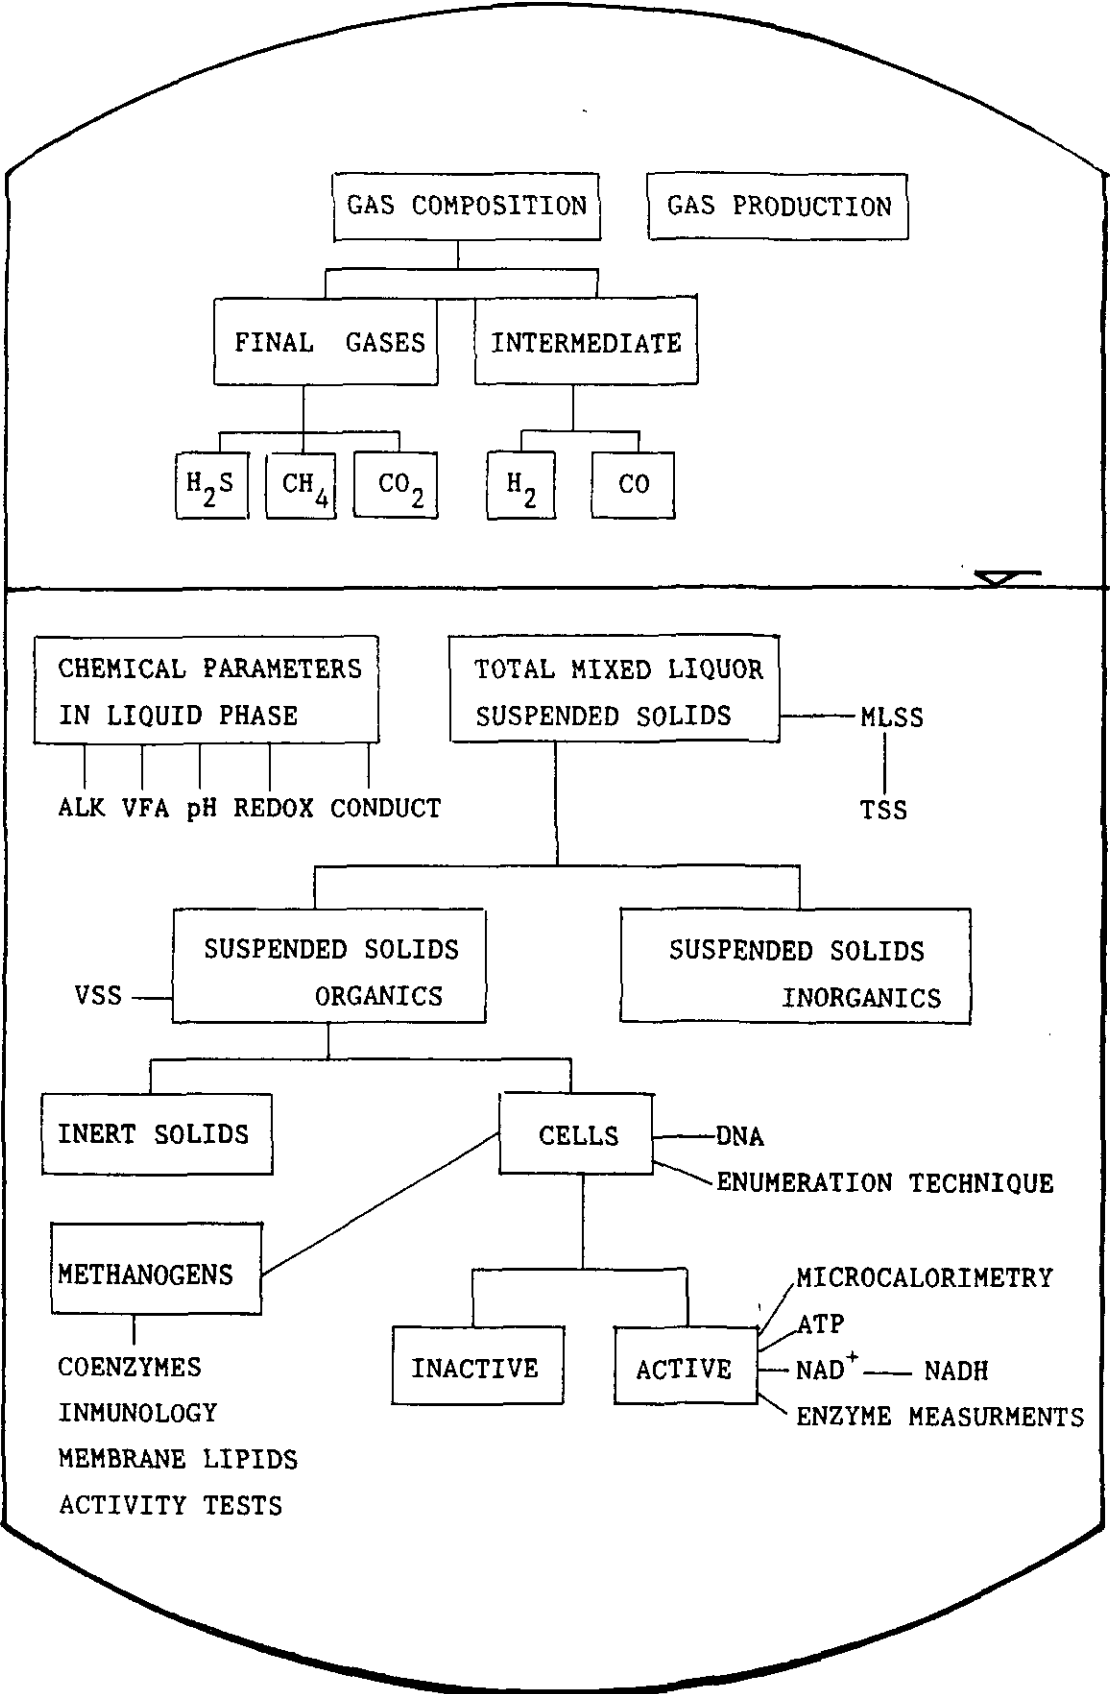 GAS COMPOSITION
GAS PRODUCTION
FINAL GASES
INTERMEDIATE
H2S
CH4
CO2
H2
CO
CHEMICAL PARAMETERS
IN LIQUID PHASE
TOTAL MIXED LIQUOR
SUSPENDED SOLIDS
MLSS
ALK VFA pH REDOX CONDUCT
TSS
SUSPENDED SOLIDS
ORGANICS
VSS
SUSPENDED SOLIDS
INORGANICS
INERT SOLIDS
CELLS
DNA
ENUMERATION TECHNIQUE
METHANOGENS
COENZYMES
INMUNOLOGY
MEMBRANE LIPIDS
ACTIVITY TESTS
INACTIVE
ACTIVE
MICROCALORIMETRY
ATP
NAD+ — NADH
ENZYME MEASURMENTS